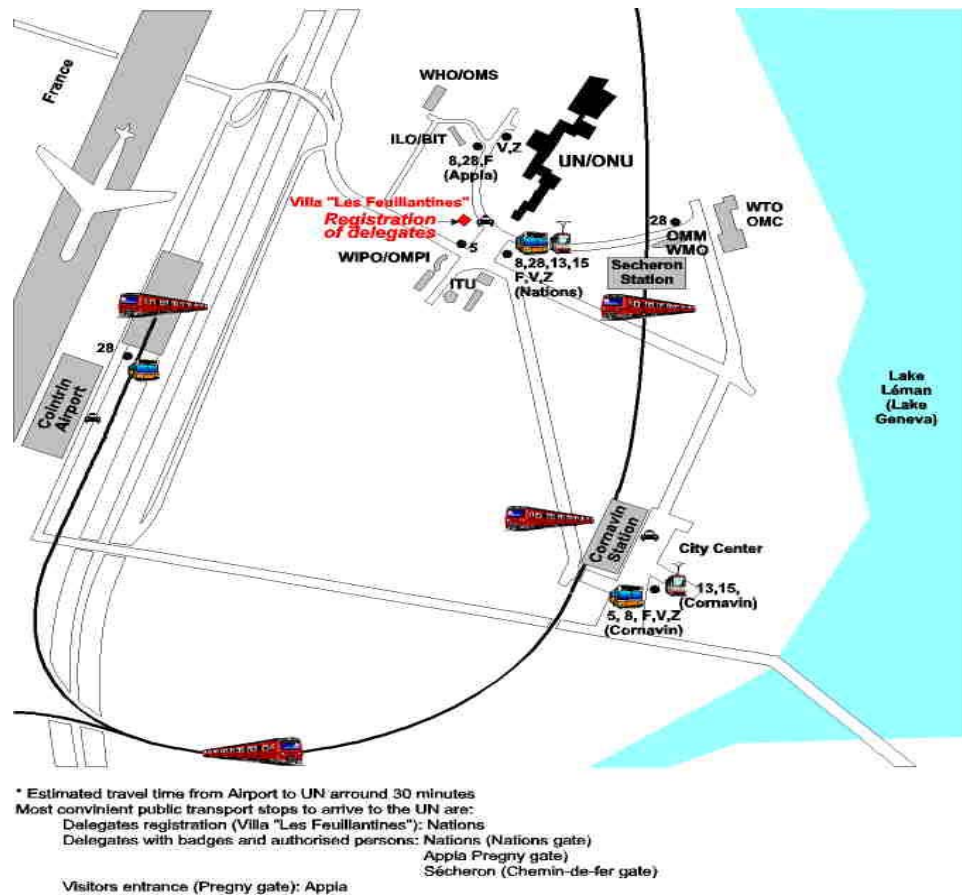 France
WHO/OMS
ILO/BIT
V,Z
8,28,F
(Appla)
UN/ONU
Villa "Les Feuillantines"
Registration
of delegates
5
WIPO/OMPI
ITU
8,28,13,15
F,V,Z
(Nations)
28
OMM
WMO
WTO
OMC
Secheron
Station
28
Cointrin
Airport
Lake
Léman
(Lake
Geneva)
Cornavin
Station
City Center
13,15,
(Cornavin)
5, 8, F,V,Z
(Cornavin)
* Estimated travel time from Airport to UN arround 30 minutes
Most convinient public transport stops to arrive to the UN are:
Delegates registration (Villa "Les Feuillantines"): Nations
Delegates with badges and authorised persons: Nations (Nations gate)
Appla Pregny gate)
Sécheron (Chemin-de-fer gate)
Visitors entrance (Pregny gate): Appla